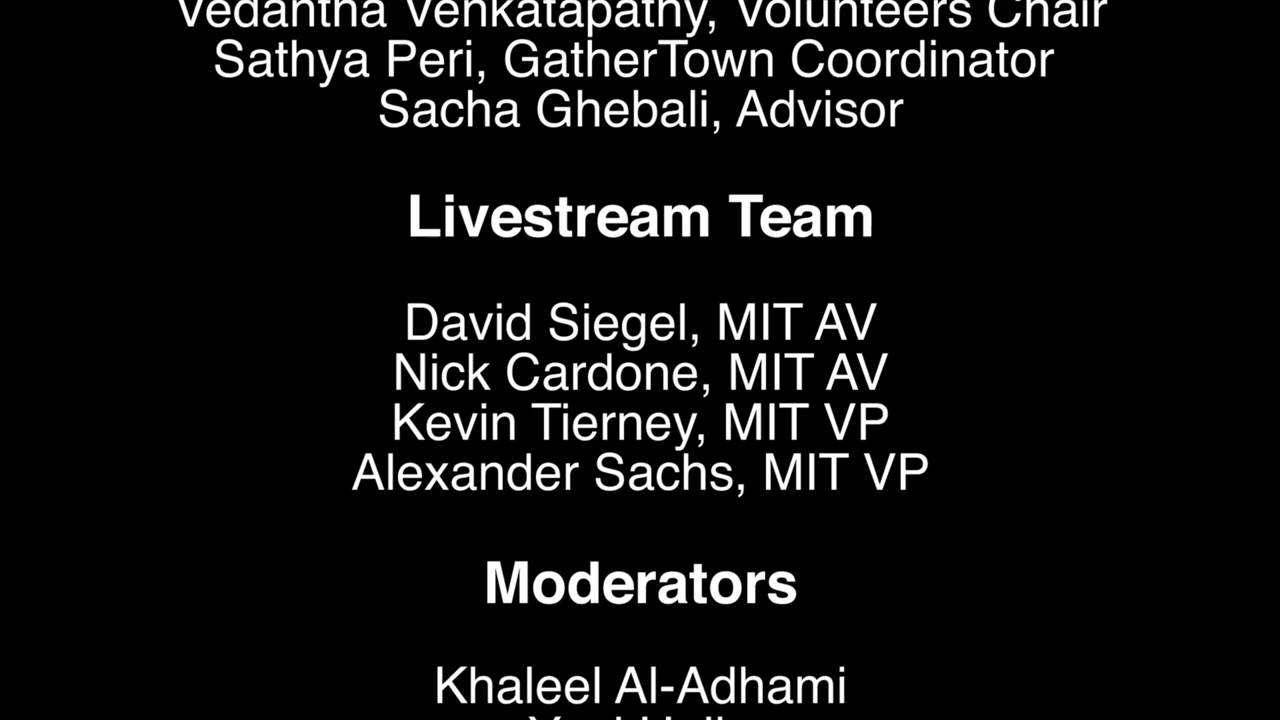 Vedantha Venkatapathy, Volunteers Chair
Sathya Peri, GatherTown Coordinator
Sacha Ghebali, Advisor
Livestream Team
David Siegel, MIT AV
Nick Cardone, MIT AV
Kevin Tierney, MIT VP
Alexander Sachs, MIT VP
Moderators
Khaleel Al-Adhami